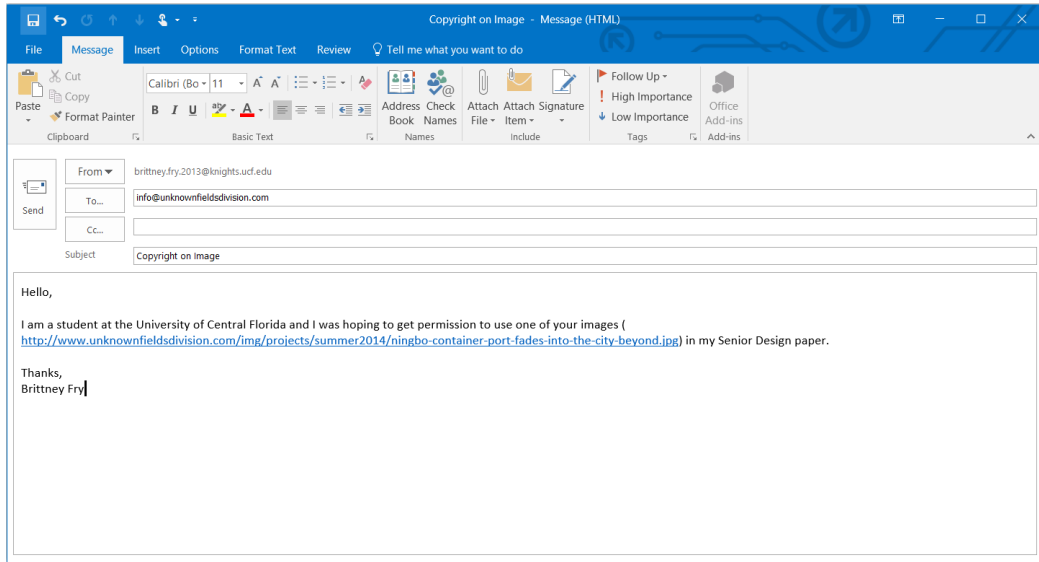 Copyright on Image - Message (HTML)
File Message Insert Options Format Text Review Tell me what you want to do
Paste
Cut
Copy
Format Painter
Clipboard
Calibri (Bo 11 A A
B I U aby A
Basic Text
Address Book
Check Names
Names
Attach File
Attach Item
Signature
Include
Follow Up
High Importance
Low Importance
Tags
Office Add-ins
Add-ins
Send
From brittney.fry.2013@knights.ucf.edu
To... info@unknownfieldsdivision.com
Cc...
Subject Copyright on Image
Hello,
I am a student at the University of Central Florida and I was hoping to get permission to use one of your images (
http://www.unknownfieldsdivision.com/img/projects/summer2014/ningbo-container-port-fades-into-the-city-beyond.jpg) in my Senior Design paper.
Thanks,
Brittney Fry